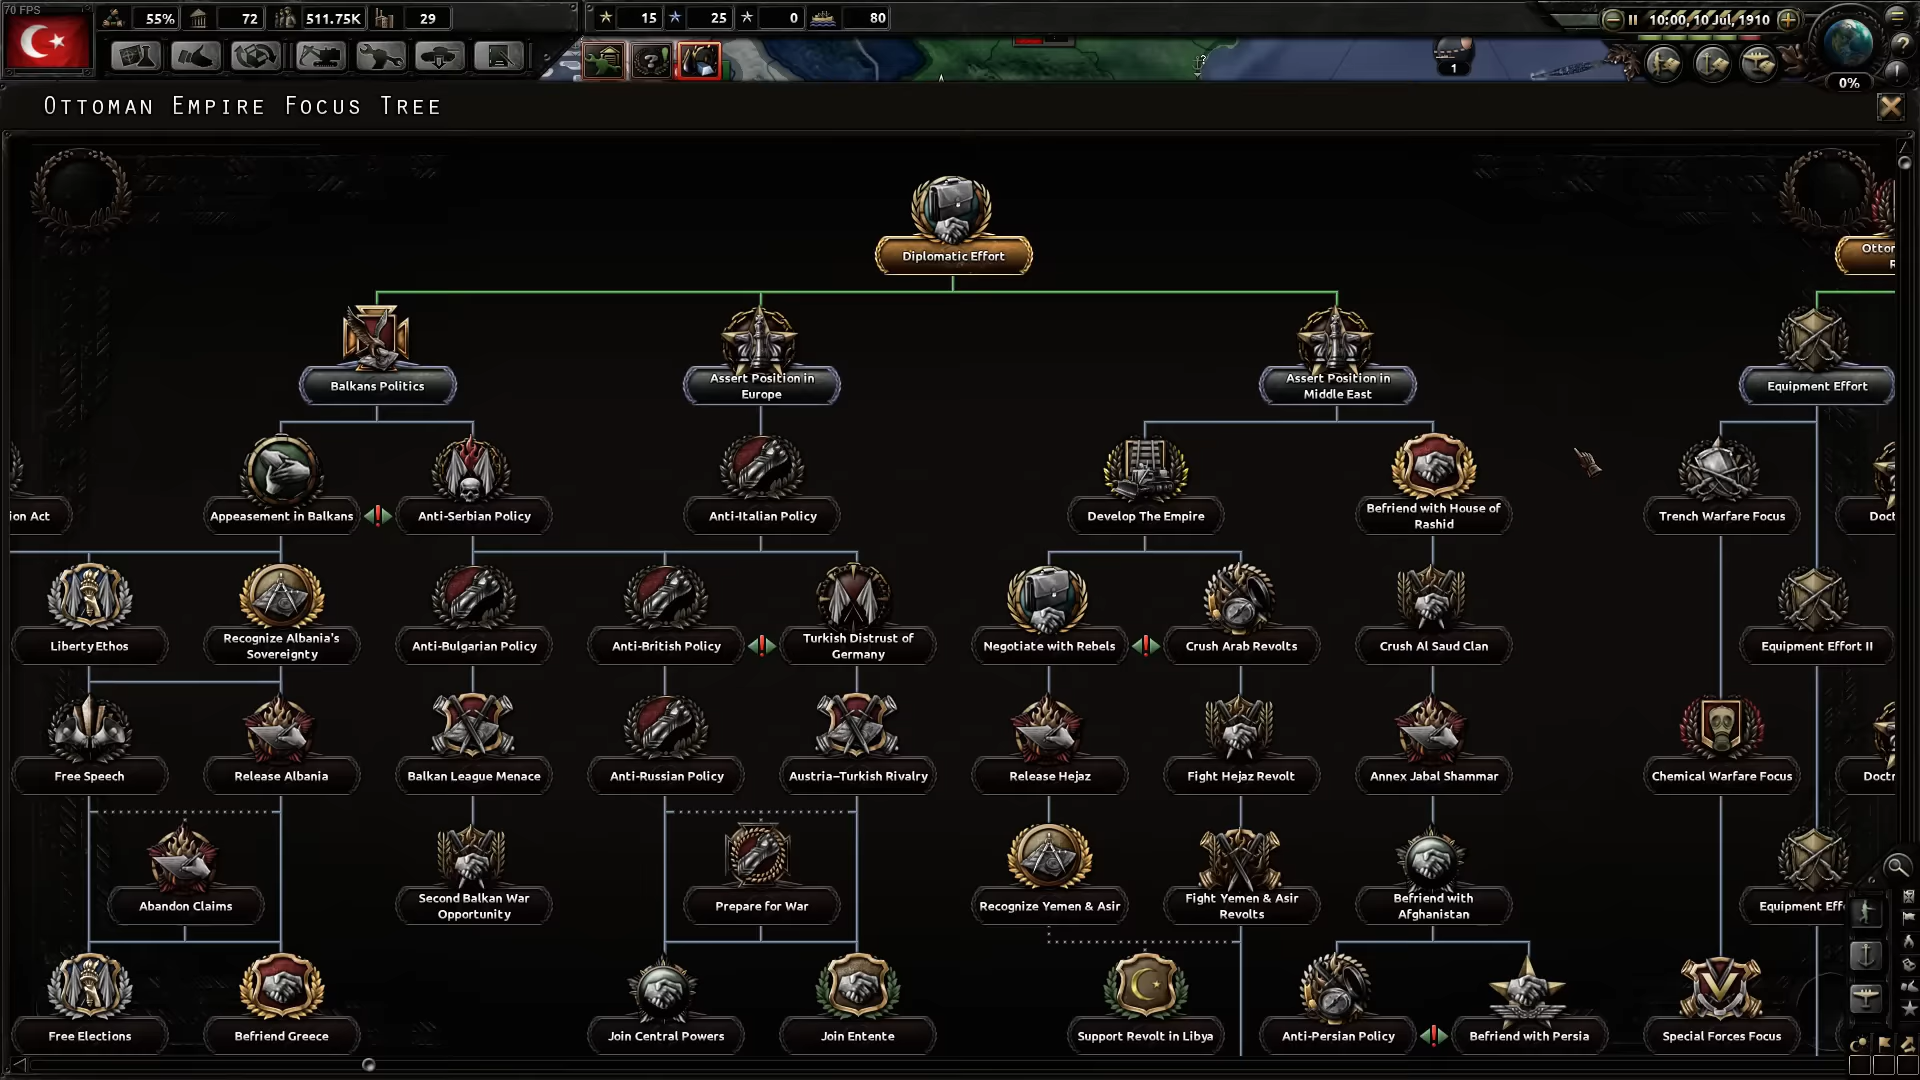 70 FPS
55%
72
511.75K
29
15
25
0
80
10:00, 10 Jul, 1910
1
0%
Ottoman Empire Focus Tree
Diplomatic Effort
Balkans Politics
Assert Position in
Europe
Assert Position in
Middle East
Equipment Effort
ion Act
Appeasement in Balkans
Anti-Serbian Policy
Anti-Italian Policy
Develop The Empire
Befriend with House of
Rashid
Trench Warfare Focus
Doct
Liberty Ethos
Recognize Albania's
Sovereignty
Anti-Bulgarian Policy
Anti-British Policy
Turkish Distrust of
Germany
Negotiate with Rebels
Crush Arab Revolts
Crush Al Saud Clan
Equipment Effort II
Free Speech
Release Albania
Balkan League Menace
Anti-Russian Policy
Austria–Turkish Rivalry
Release Hejaz
Fight Hejaz Revolt
Annex Jabal Shammar
Chemical Warfare Focus
Doctr
Abandon Claims
Second Balkan War
Opportunity
Prepare for War
Recognize Yemen & Asir
Fight Yemen & Asir
Revolts
Befriend with
Afghanistan
Equipment Eff
Free Elections
Befriend Greece
Join Central Powers
Join Entente
Support Revolt in Libya
Anti-Persian Policy
Befriend with Persia
Special Forces Focus